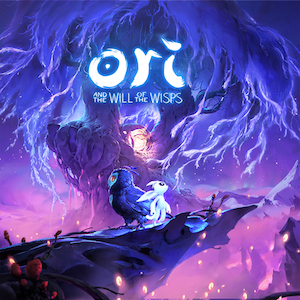 ori
AND THE WILL OF THE WISPS